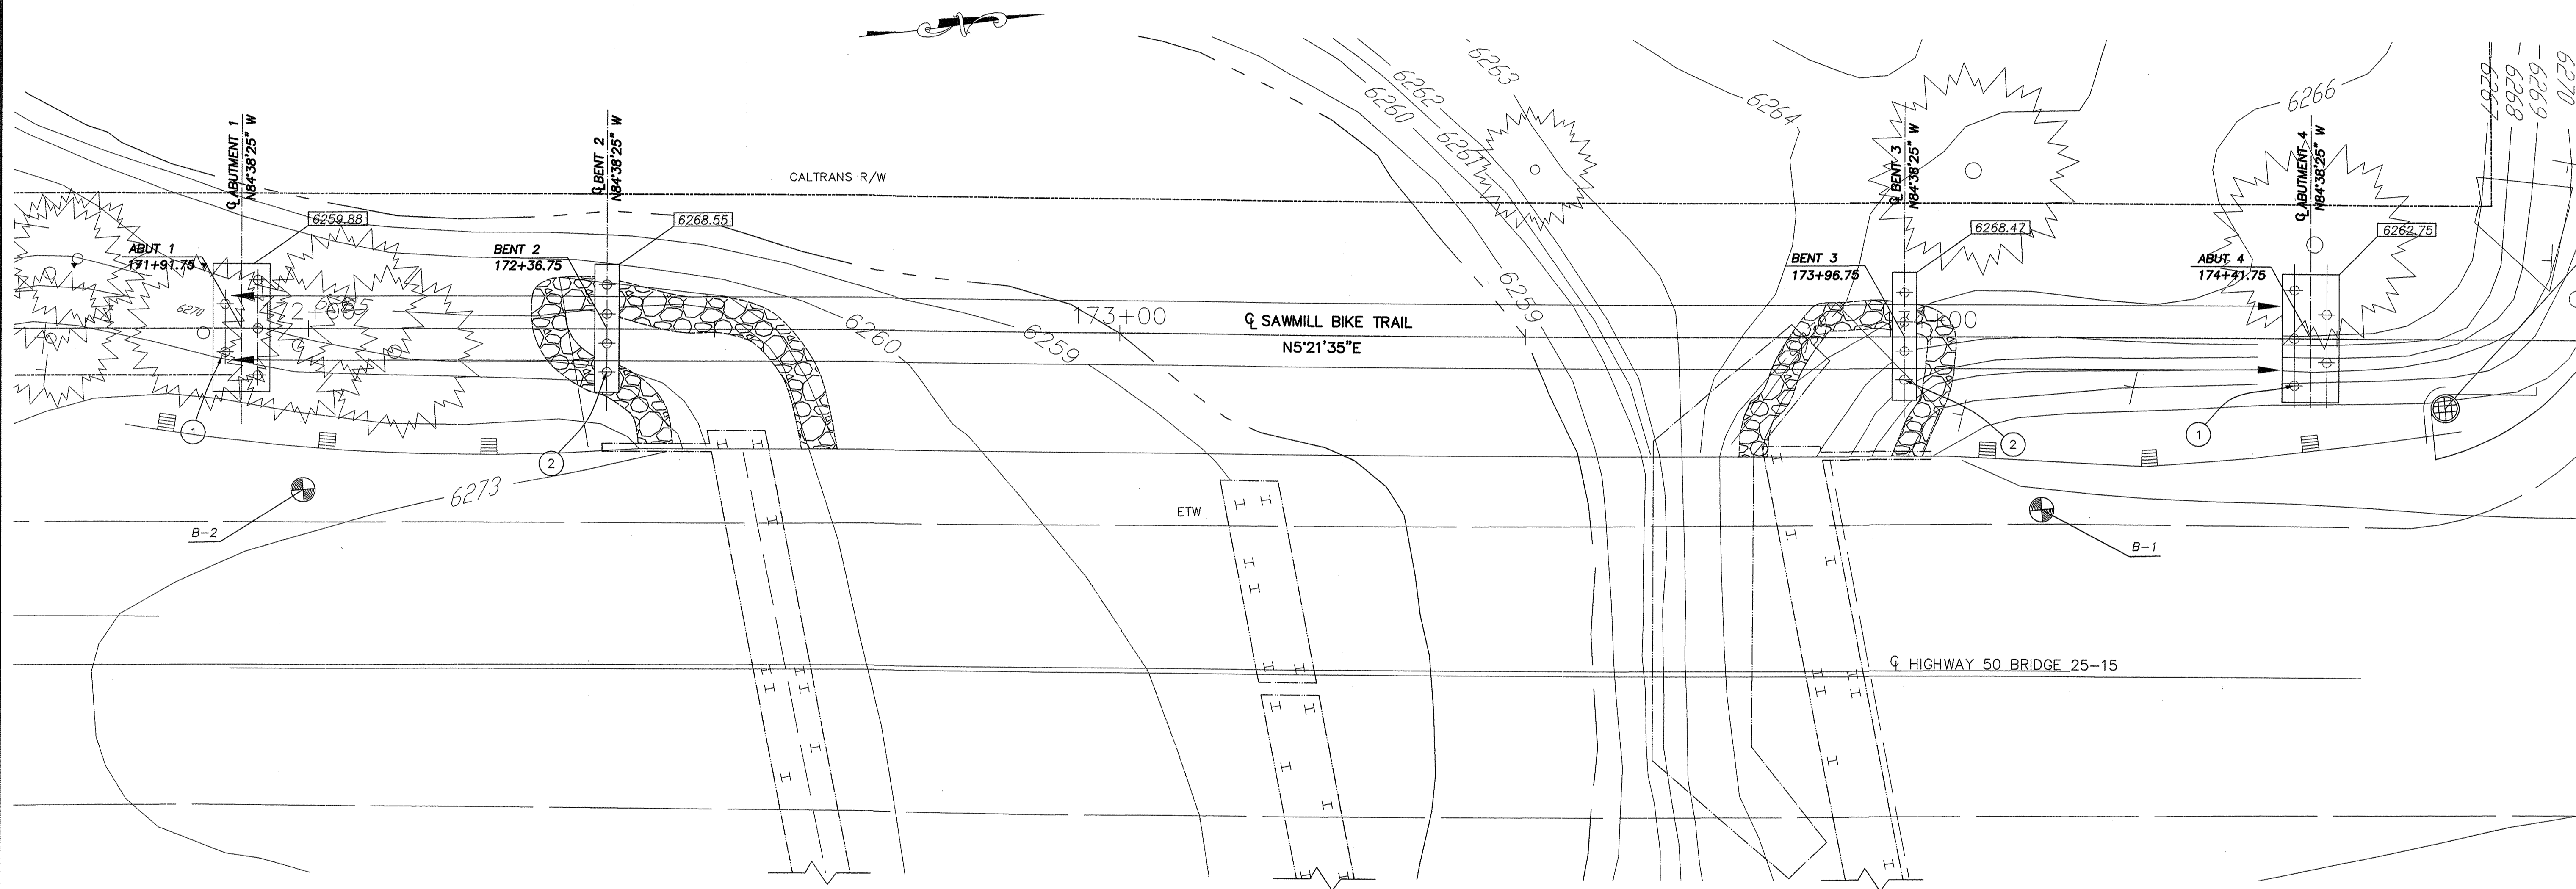 N
6263
6262
6260
6261
6264
6266
6267
6268
6269
6270
℄ ABUTMENT 1
N84°38'25" W
℄ BENT 2
N84°38'25" W
CALTRANS R/W
℄ BENT 3
N84°38'25" W
℄ ABUTMENT 4
N84°38'25" W
6259.88
6268.55
6268.47
6262.75
ABUT 1
171+91.75
BENT 2
172+36.75
BENT 3
173+96.75
ABUT 4
174+41.75
6270
6260
6259
173+00
℄ SAWMILL BIKE TRAIL
N5°21'35"E
6259
1
2
2
1
6273
B-2
ETW
B-1
℄ HIGHWAY 50 BRIDGE 25-15